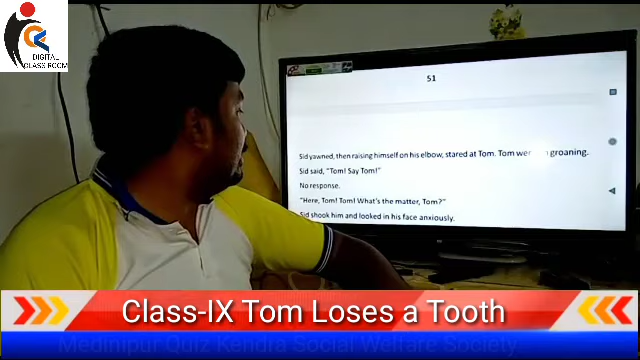 DIGITAL
CLASS ROOM
51
Sid yawned, then raising himself on his elbow, stared at Tom. Tom wer groaning.
Sid said, "Tom! Say Tom!"
No response.
"Here, Tom! Tom! What's the matter, Tom?"
Sid shook him and looked in his face anxiously.
Class-IX Tom Loses a Tooth
Medinipur Quiz Kendra Social Welfare Society